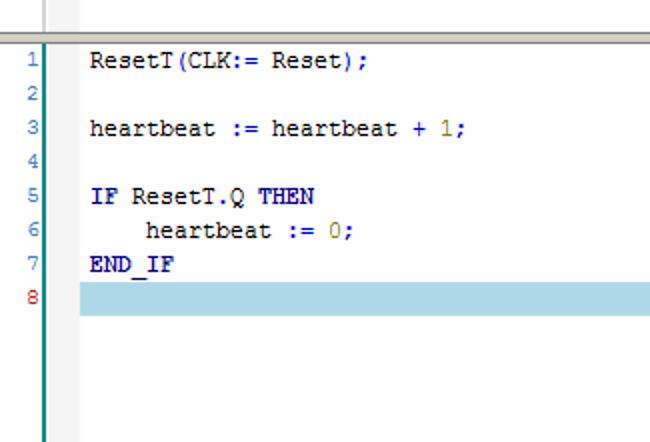 1 ResetT(CLK:= Reset);
2
3 heartbeat := heartbeat + 1;
4
5 IF ResetT.Q THEN
6 heartbeat := 0;
7 END_IF
8